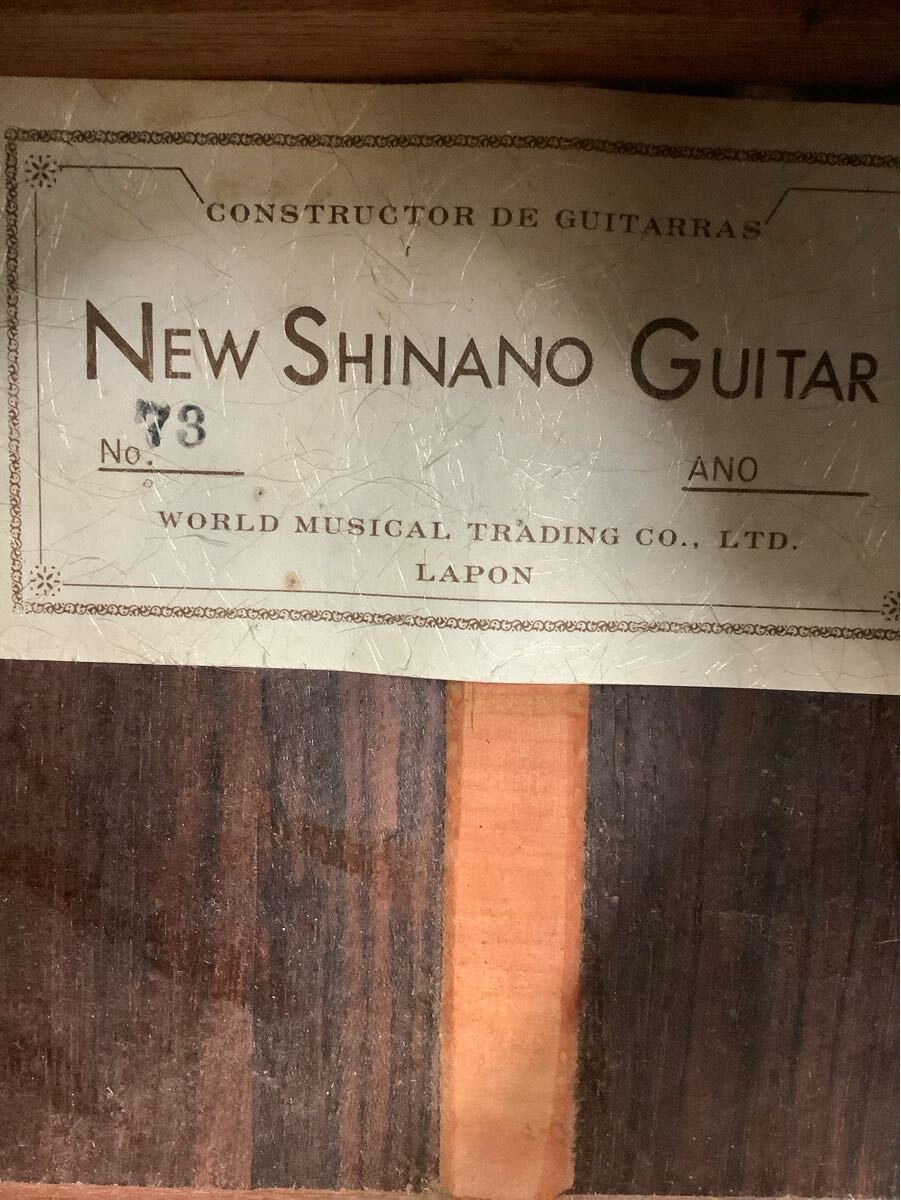 CONSTRUCTOR DE GUITARRAS
NEW SHINANO GUITAR
No. 73
ANO
WORLD MUSICAL TRADING CO., LTD.
LAPON